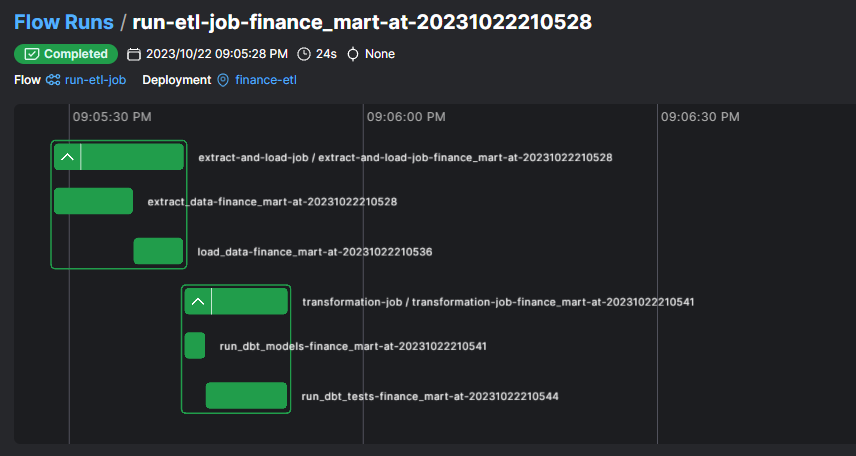 Flow Runs / run-etl-job-finance_mart-at-20231022210528
Completed 2023/10/22 09:05:28 PM 24s None
Flow run-etl-job Deployment finance-etl
09:05:30 PM 09:06:00 PM 09:06:30 PM
extract-and-load-job / extract-and-load-job-finance_mart-at-20231022210528
extract_data-finance_mart-at-20231022210528
load_data-finance_mart-at-20231022210536
transformation-job / transformation-job-finance_mart-at-20231022210541
run_dbt_models-finance_mart-at-20231022210541
run_dbt_tests-finance_mart-at-20231022210544